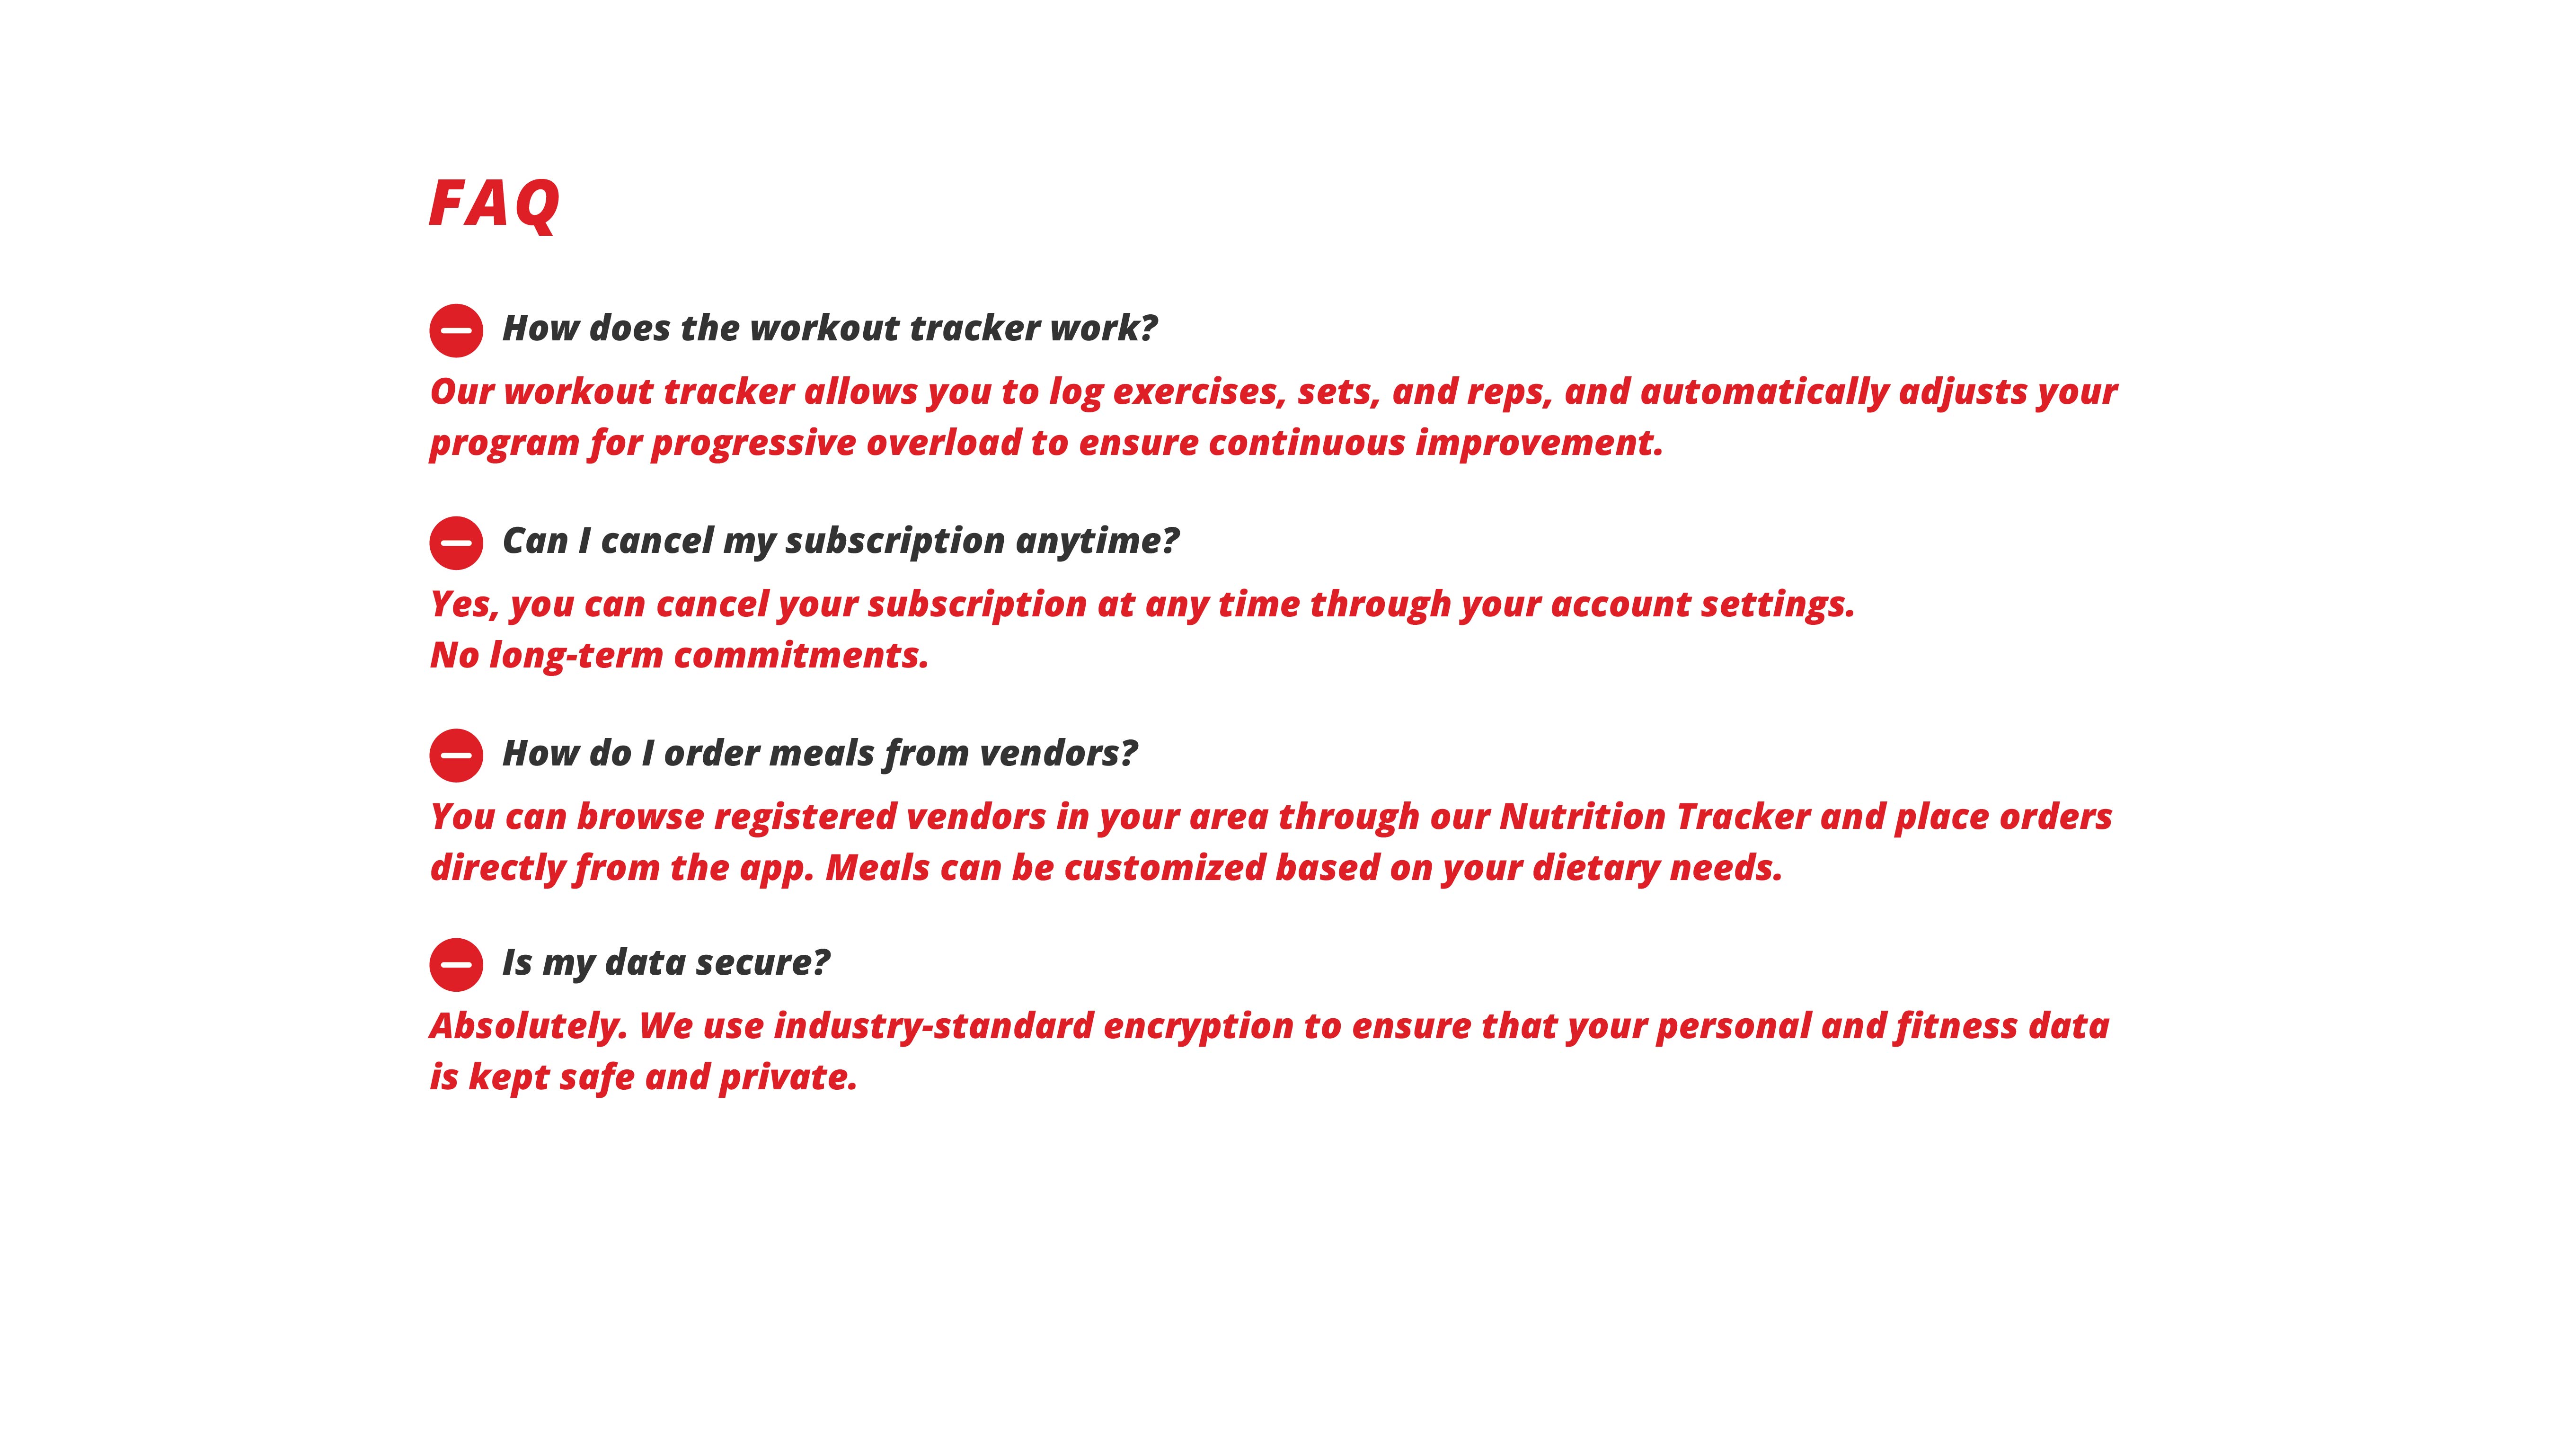 FAQ
How does the workout tracker work?
Our workout tracker allows you to log exercises, sets, and reps, and automatically adjusts your
program for progressive overload to ensure continuous improvement.
Can I cancel my subscription anytime?
Yes, you can cancel your subscription at any time through your account settings.
No long-term commitments.
How do I order meals from vendors?
You can browse registered vendors in your area through our Nutrition Tracker and place orders
directly from the app. Meals can be customized based on your dietary needs.
Is my data secure?
Absolutely. We use industry-standard encryption to ensure that your personal and fitness data
is kept safe and private.